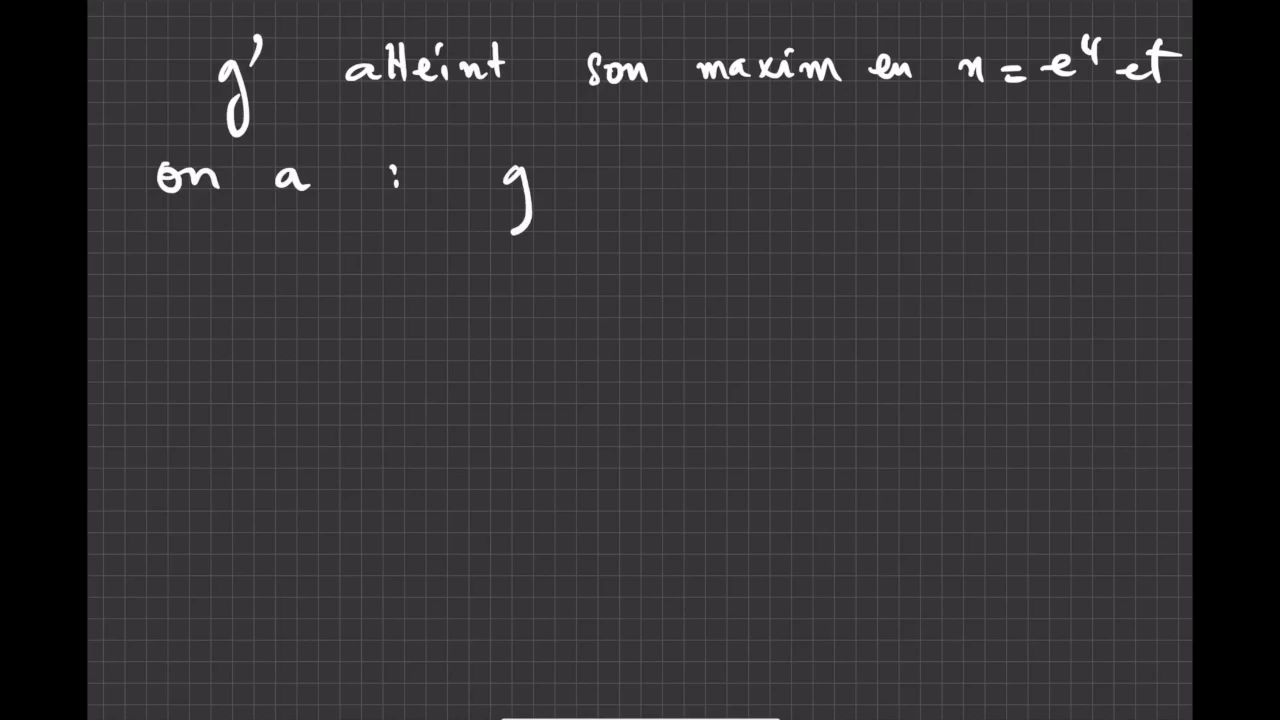 g' atteint son maxim en x = e⁴ et
on a : g